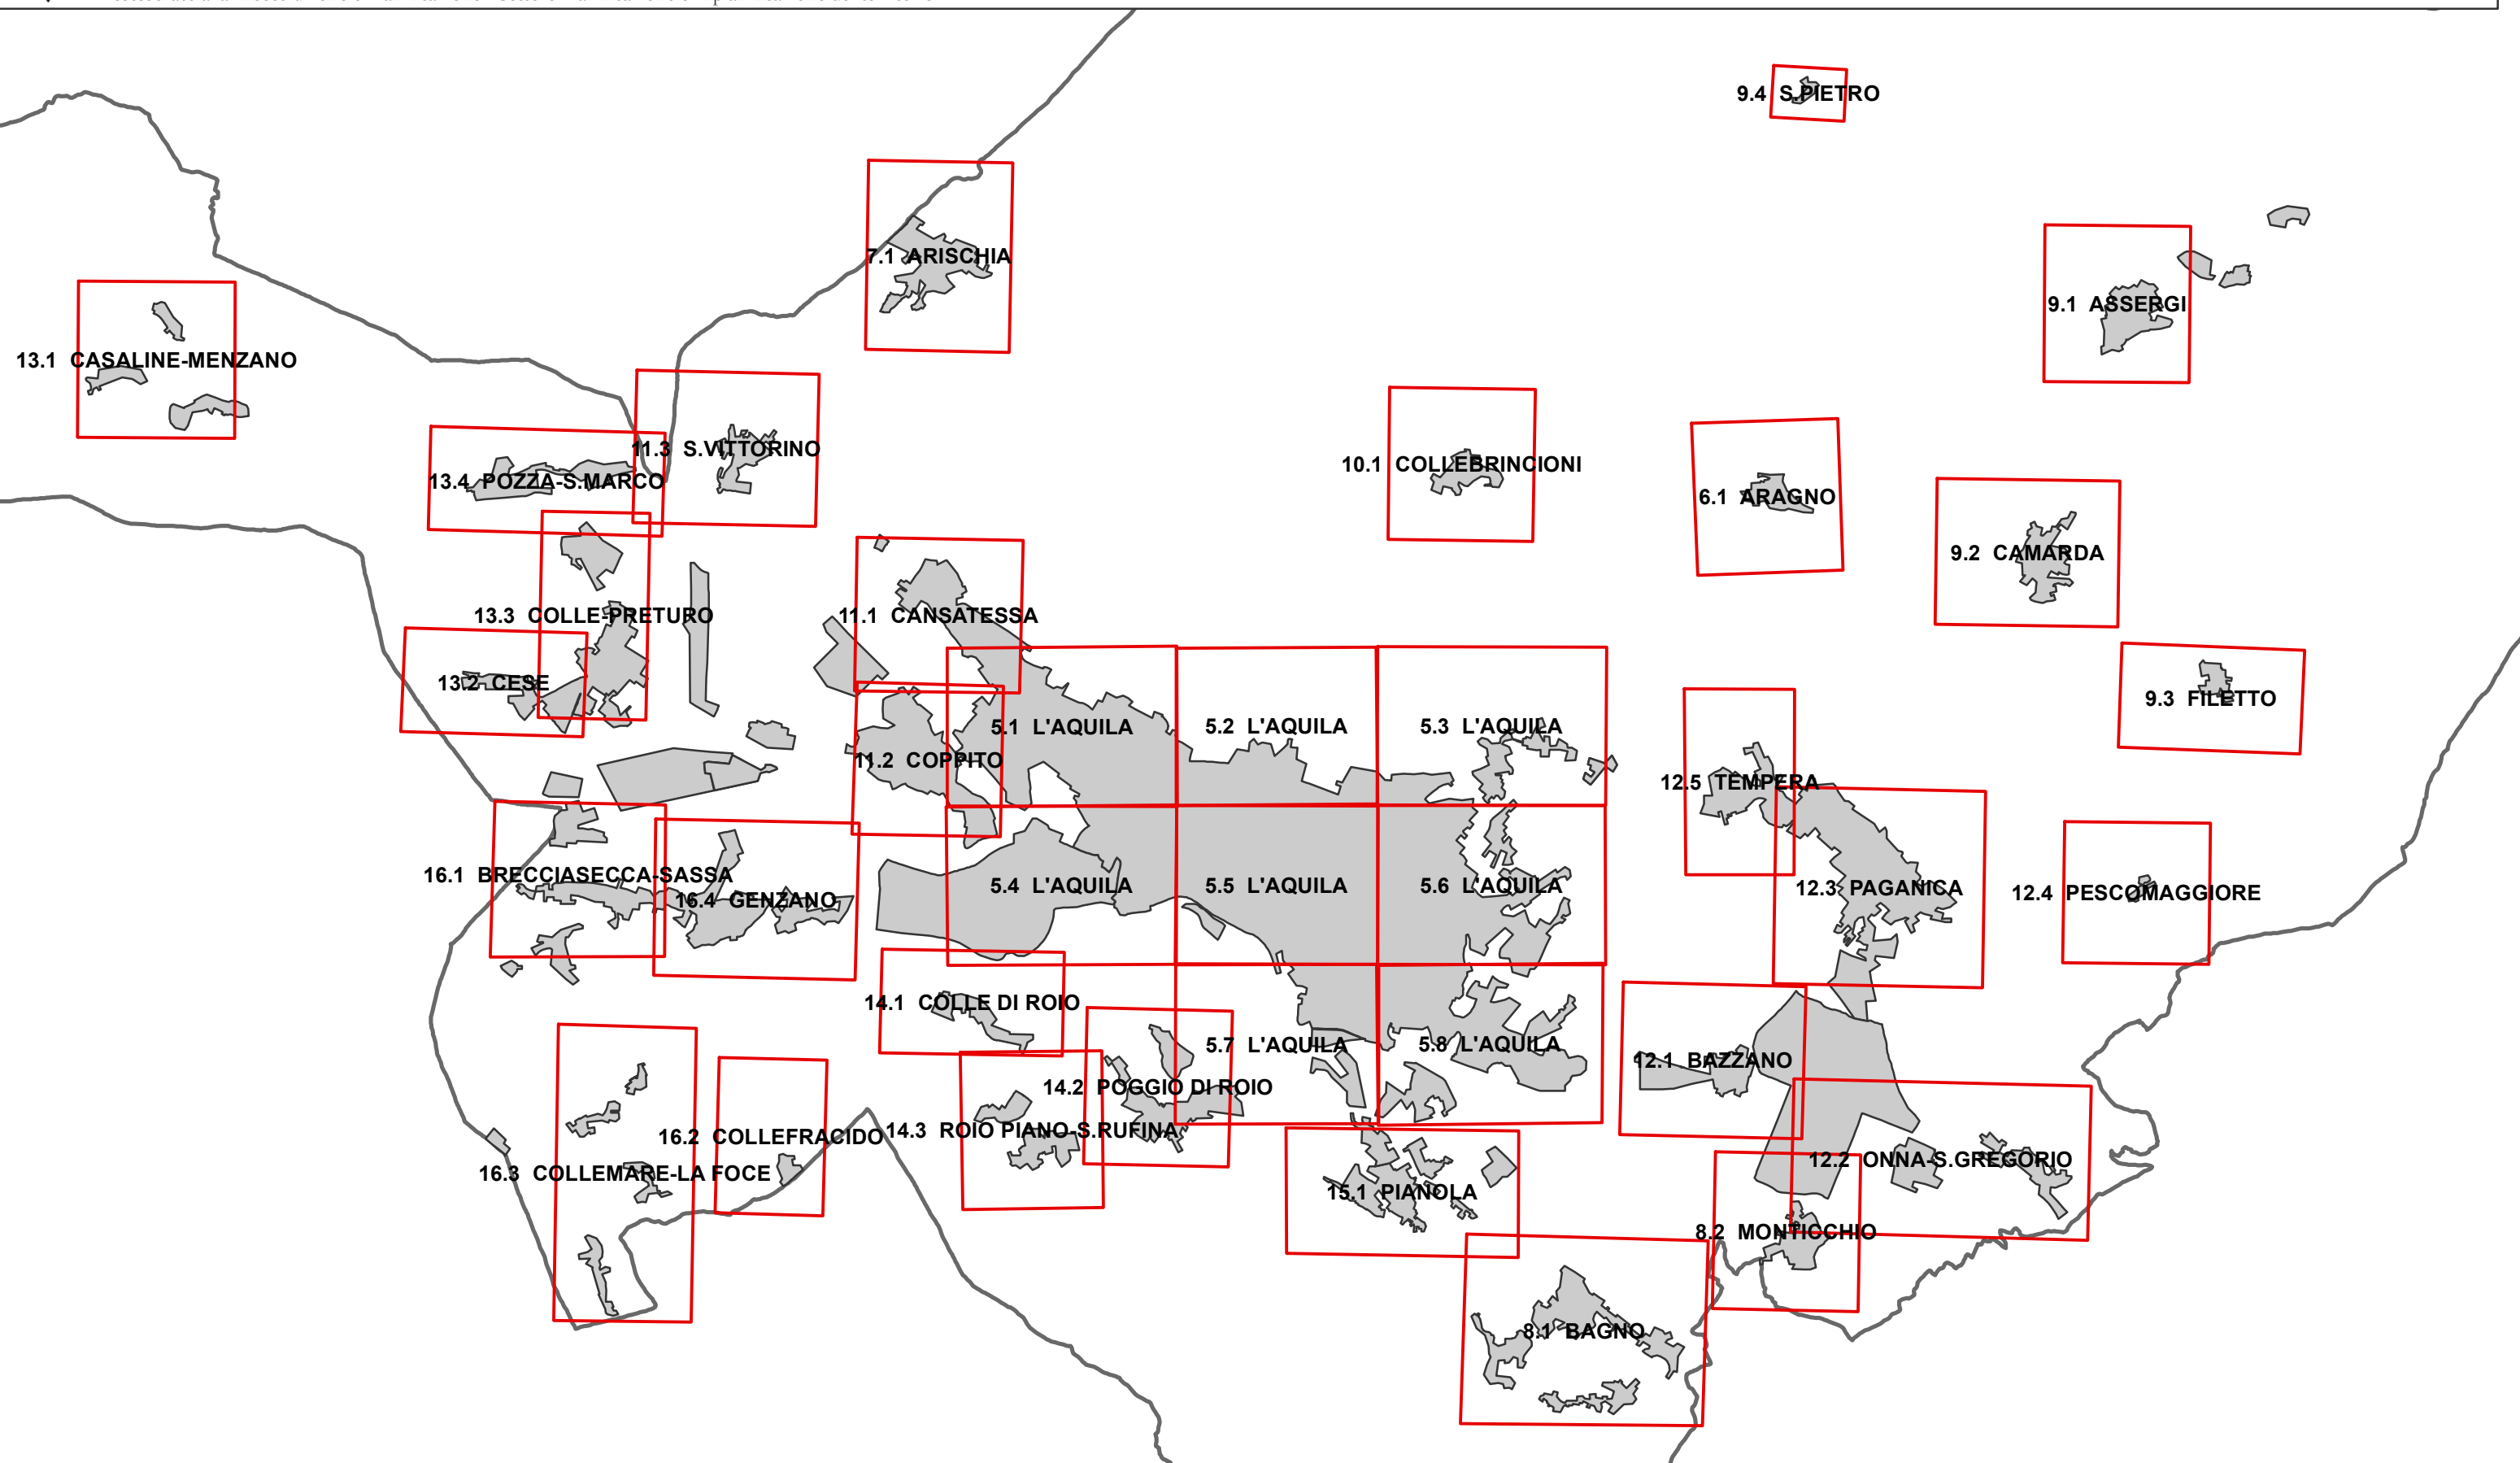 9.4 S.PIETRO
7.1 ARISCHIA
9.1 ASSERGI
13.1 CASALINE-MENZANO
11.3 S.VITTORINO
10.1 COLLEBRINCIONI
13.4 POZZA-S.MARCO
6.1 ARAGNO
9.2 CAMARDA
13.3 COLLE-PRETURO
11.1 CANSATESSA
13.2 CESE
9.3 FILETTO
5.1 L'AQUILA
5.2 L'AQUILA
5.3 L'AQUILA
11.2 COPPITO
12.5 TEMPERA
16.1 BRECCIASECCA-SASSA
5.4 L'AQUILA
5.5 L'AQUILA
5.6 L'AQUILA
12.3 PAGANICA
12.4 PESCOMAGGIORE
16.4 GENZANO
14.1 COLLE DI ROIO
5.7 L'AQUILA
5.8 L'AQUILA
12.1 BAZZANO
14.2 POGGIO DI ROIO
14.3 ROIO PIANO-S.RUFINA
16.2 COLLEFRACIDO
12.2 ONNA-S.GREGORIO
16.3 COLLEMARE-LA FOCE
15.1 PIANOLA
8.2 MONTICCHIO
8.1 BAGNO